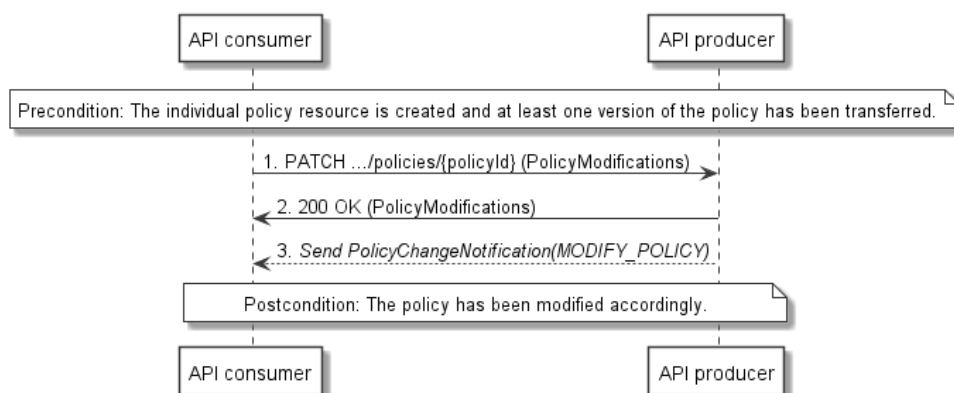 API consumer
API producer
Precondition: The individual policy resource is created and at least one version of the policy has been transferred.
1. PATCH .../policies/{policyId} (PolicyModifications)
2. 200 OK (PolicyModifications)
3. Send PolicyChangeNotification(MODIFY_POLICY)
Postcondition: The policy has been modified accordingly.
API consumer
API producer